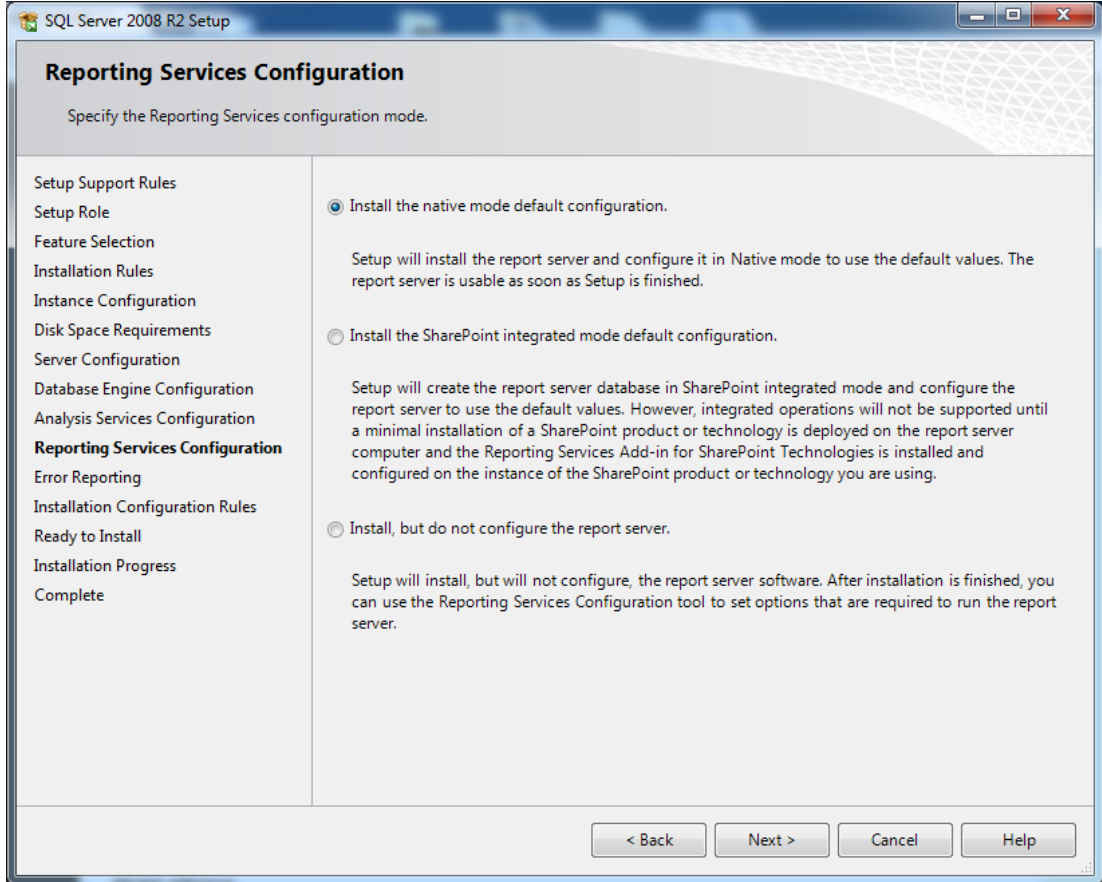 SQL Server 2008 R2 Setup
Reporting Services Configuration
Specify the Reporting Services configuration mode.
Setup Support Rules
Setup Role
Feature Selection
Installation Rules
Instance Configuration
Disk Space Requirements
Server Configuration
Database Engine Configuration
Analysis Services Configuration
Reporting Services Configuration
Error Reporting
Installation Configuration Rules
Ready to Install
Installation Progress
Complete
Install the native mode default configuration.
Setup will install the report server and configure it in Native mode to use the default values. The
report server is usable as soon as Setup is finished.
Install the SharePoint integrated mode default configuration.
Setup will create the report server database in SharePoint integrated mode and configure the
report server to use the default values. However, integrated operations will not be supported until
a minimal installation of a SharePoint product or technology is deployed on the report server
computer and the Reporting Services Add-in for SharePoint Technologies is installed and
configured on the instance of the SharePoint product or technology you are using.
Install, but do not configure the report server.
Setup will install, but will not configure, the report server software. After installation is finished, you
can use the Reporting Services Configuration tool to set options that are required to run the report
server.
< Back
Next >
Cancel
Help